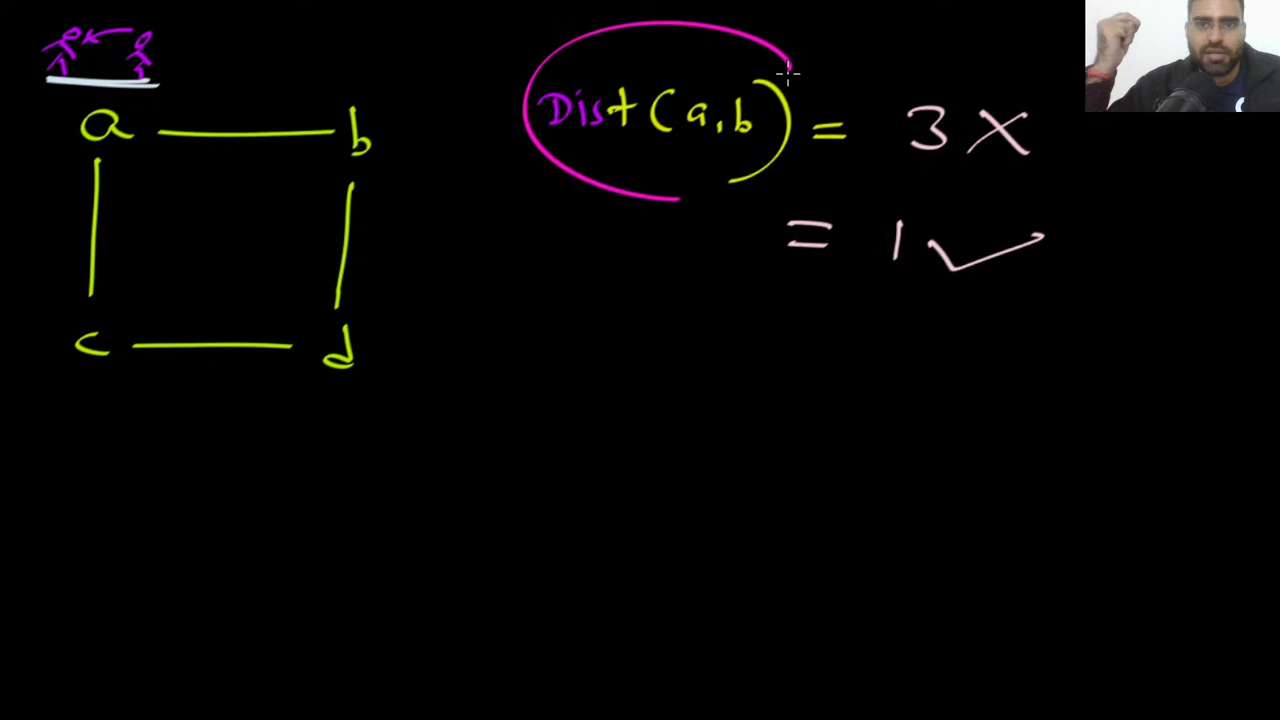 a b
Dist (a, b) = 3 X
= 1 ✓
c d